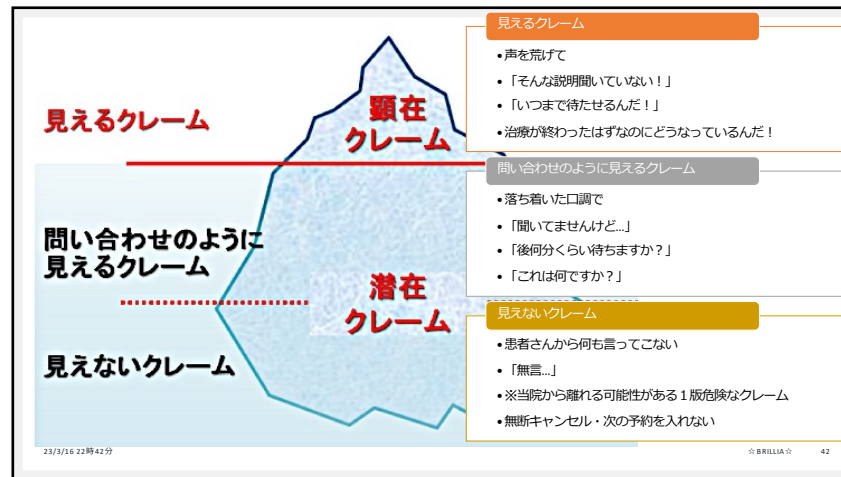 見えるクレーム
問い合わせのように
見えるクレーム
見えないクレーム
顕在
クレーム
潜在
クレーム
見えるクレーム
•声を荒げて
•「そんな説明聞いていない！」
•「いつまで待たせるんだ！」
•治療が終わったはずなのにどうなっているんだ！
問い合わせのように見えるクレーム
•落ち着いた口調で
•「聞いてませんけど...」
•「後何分くらい待ちますか？」
•「これは何ですか？」
見えないクレーム
•患者さんから何も言ってこない
•「無言...」
•※当院から離れる可能性がある１版危険なクレーム
•無断キャンセル・次の予約を入れない
23/3/16 22時42分
☆BRILLIA☆
42